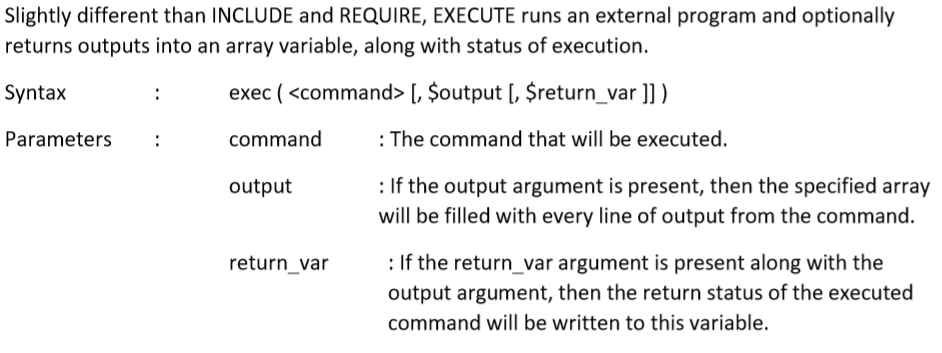 Slightly different than INCLUDE and REQUIRE, EXECUTE runs an external program and optionally
returns outputs into an array variable, along with status of execution.
Syntax : exec ( <command> [, $output [, $return_var ]] )
Parameters : command : The command that will be executed.
output : If the output argument is present, then the specified array
will be filled with every line of output from the command.
return_var : If the return_var argument is present along with the
output argument, then the return status of the executed
command will be written to this variable.